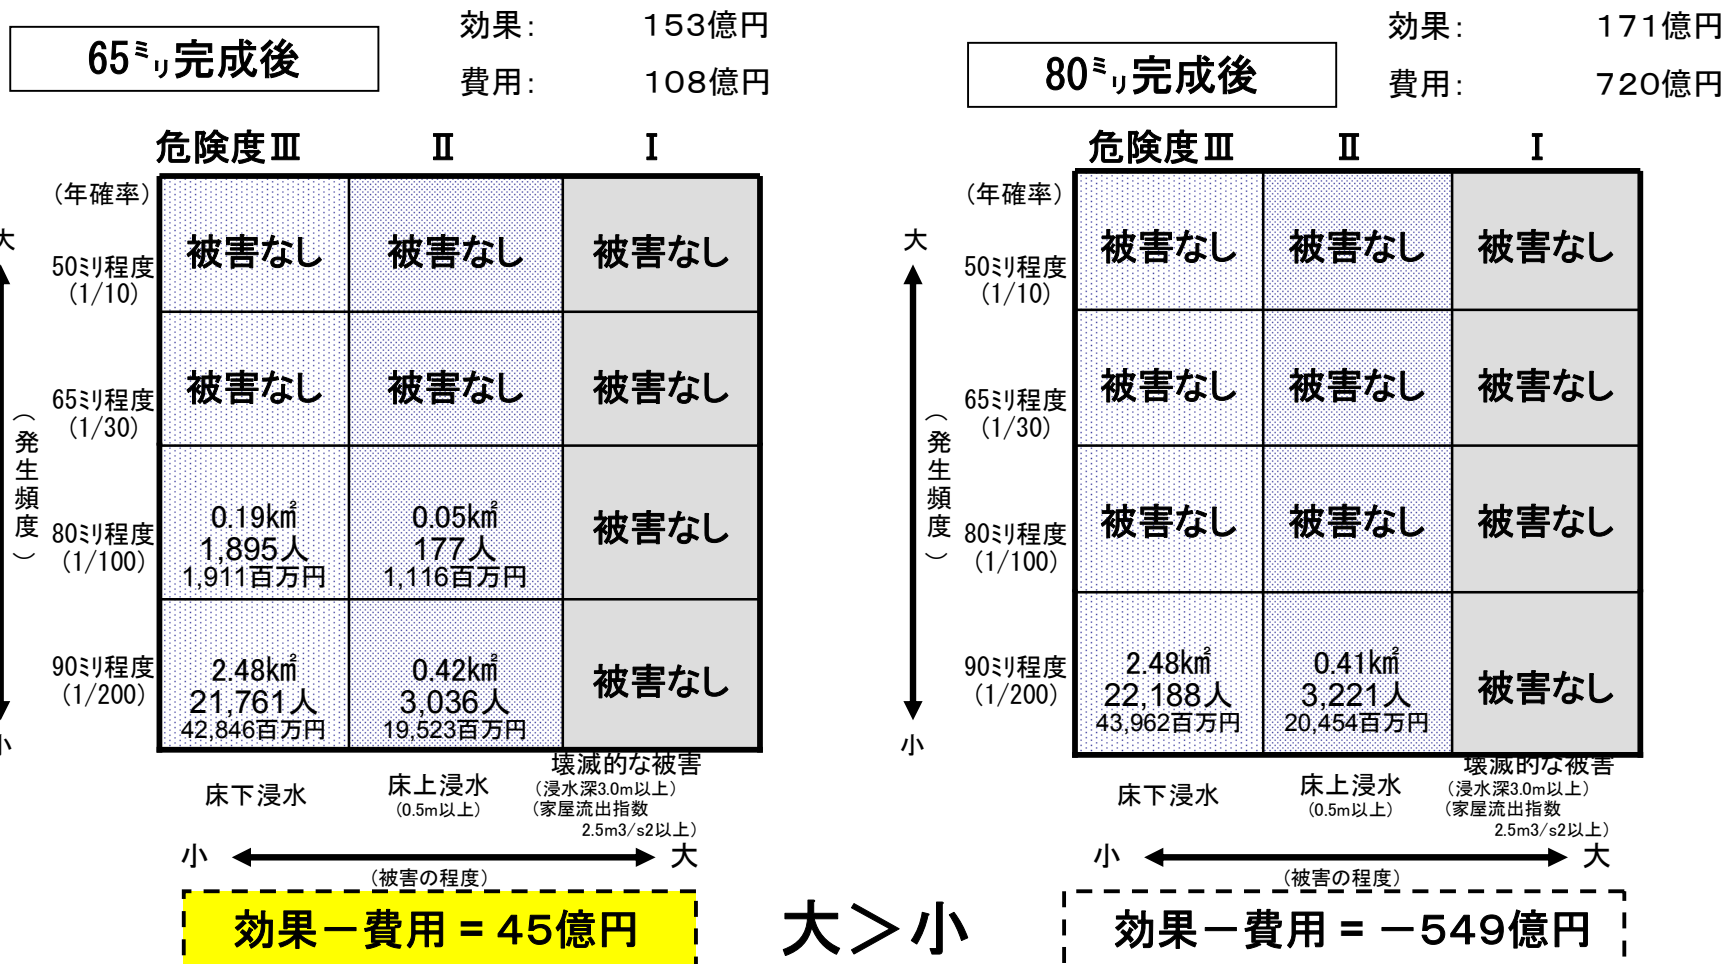 65ミリ完成後
効果: 153億円
費用: 108億円
危険度Ⅲ Ⅱ Ⅰ
(年確率)
大
50ミリ程度
(1/10)
被害なし 被害なし 被害なし
65ミリ程度
(1/30)
被害なし 被害なし 被害なし
(発生頻度)
80ミリ程度
(1/100)
0.19k㎡ 0.05k㎡ 被害なし
1,895人 177人
1,911百万円 1,116百万円
90ミリ程度
(1/200)
2.48k㎡ 0.42k㎡ 被害なし
21,761人 3,036人
42,846百万円 19,523百万円
小
床下浸水
床上浸水
(0.5m以上)
壊滅的な被害
(浸水深3.0m以上)
(家屋流出指数
2.5m3/s2以上)
小 大
(被害の程度)
効果-費用 = 45億円
大>小
80ミリ完成後
効果: 171億円
費用: 720億円
危険度Ⅲ Ⅱ Ⅰ
(年確率)
大
50ミリ程度
(1/10)
被害なし 被害なし 被害なし
65ミリ程度
(1/30)
被害なし 被害なし 被害なし
(発生頻度)
80ミリ程度
(1/100)
被害なし 被害なし 被害なし
90ミリ程度
(1/200)
2.48k㎡ 0.41k㎡ 被害なし
22,188人 3,221人
43,962百万円 20,454百万円
小
床下浸水
床上浸水
(0.5m以上)
壊滅的な被害
(浸水深3.0m以上)
(家屋流出指数
2.5m3/s2以上)
小 大
(被害の程度)
効果-費用 = -549億円